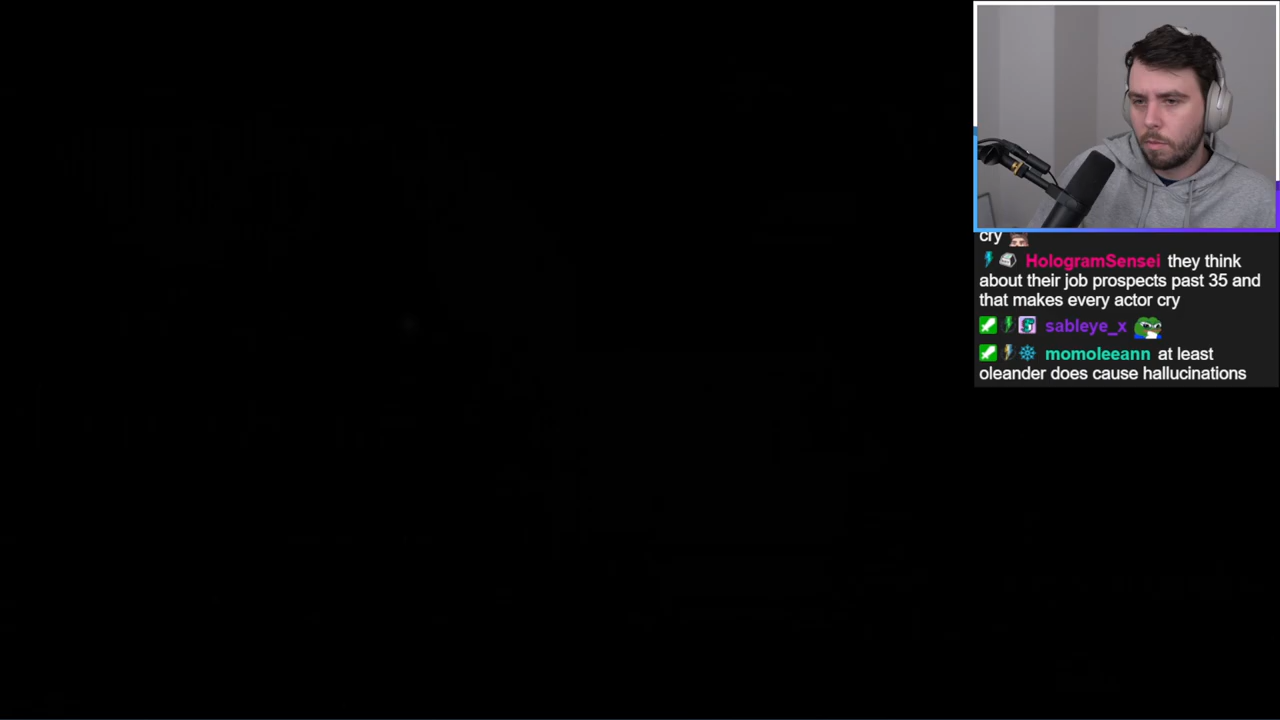 cry
HologramSensei they think
about their job prospects past 35 and
that makes every actor cry
sableye_x
momoleeann at least
oleander does cause hallucinations